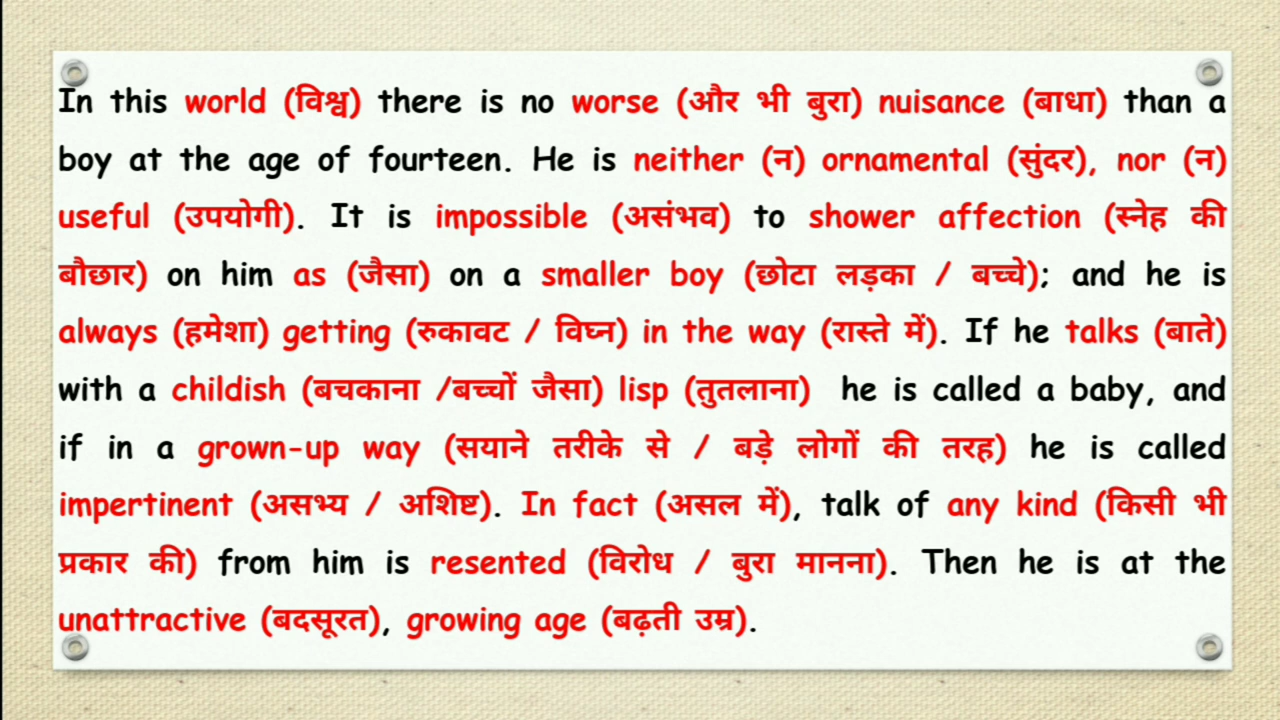 In this world (विश्व) there is no worse (और भी बुरा) nuisance (बाधा) than a
boy at the age of fourteen. He is neither (न) ornamental (सुंदर), nor (न)
useful (उपयोगी). It is impossible (असंभव) to shower affection (स्नेह की
बौछार) on him as (जैसा) on a smaller boy (छोटा लड़का / बच्चे); and he is
always (हमेशा) getting (रुकावट / विघ्न) in the way (रास्ते में). If he talks (बाते)
with a childish (बचकाना /बच्चों जैसा) lisp (तुतलाना) he is called a baby, and
if in a grown-up way (सयाने तरीके से / बड़े लोगों की तरह) he is called
impertinent (असभ्य / अशिष्ट). In fact (असल में), talk of any kind (किसी भी
प्रकार की) from him is resented (विरोध / बुरा मानना). Then he is at the
unattractive (बदसूरत), growing age (बढ़ती उम्र).